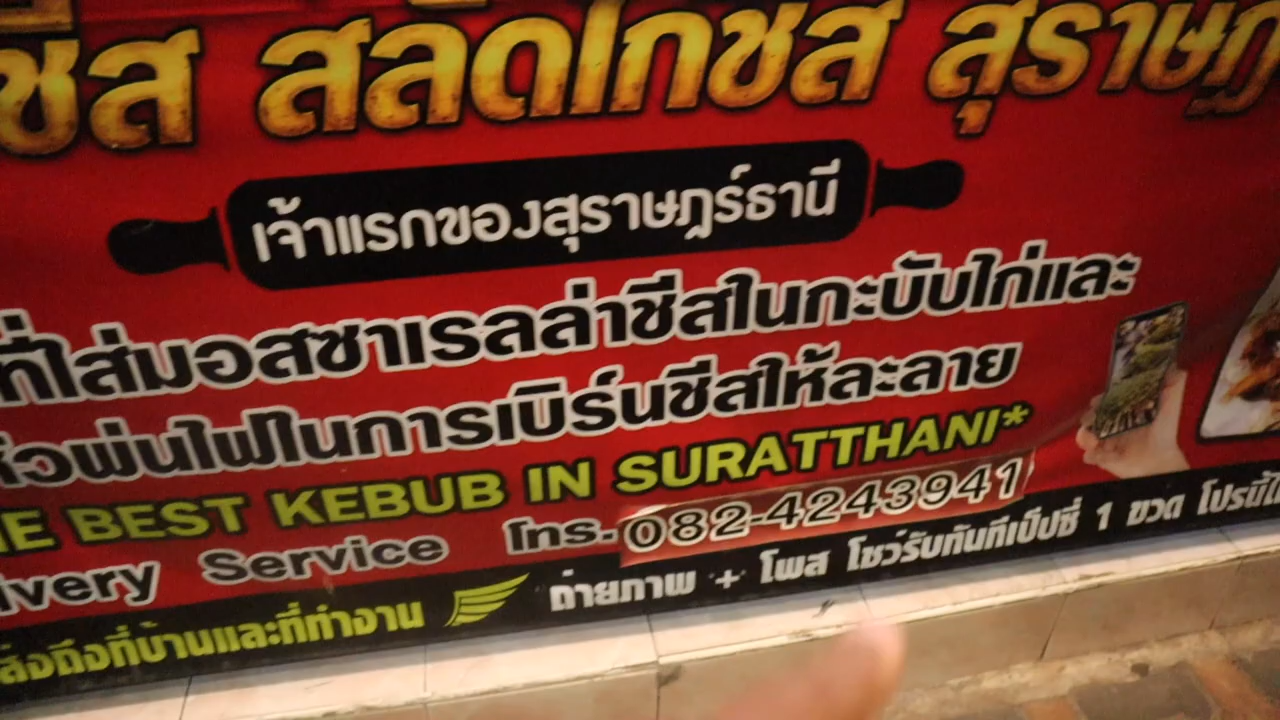 ชีส สลัดไก่ชีส สุราษฎ
เจ้าแรกของสุราษฎร์ธานี
ที่ใส่มอสซาเรลล่าชีสในกะบับไก่และ
หัวพ่นไฟในการเบิร์นชีสให้ละลาย
THE BEST KEBUB IN SURATTHANI*
livery Service โทร. 082-4243941
ส่งถึงที่บ้านและที่ทำงาน ถ่ายภาพ + โพส โชว์รับทันทีเป็ปซี่ 1 ขวด โปรนี้